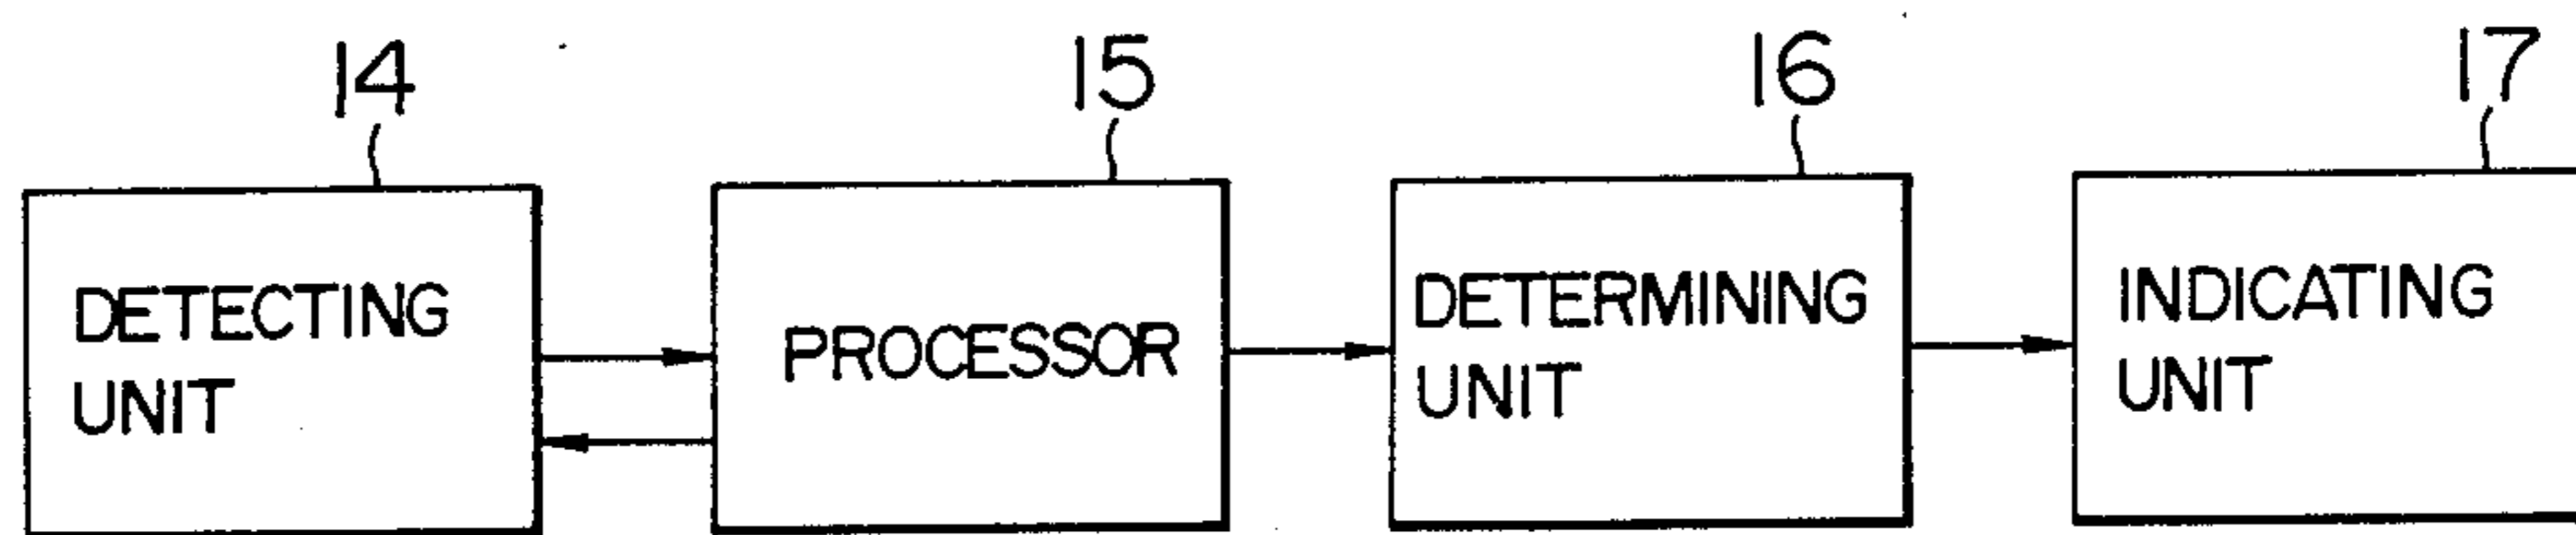 14
15
16
17
DETECTING
UNIT
PROCESSOR
DETERMINING
UNIT
INDICATING
UNIT